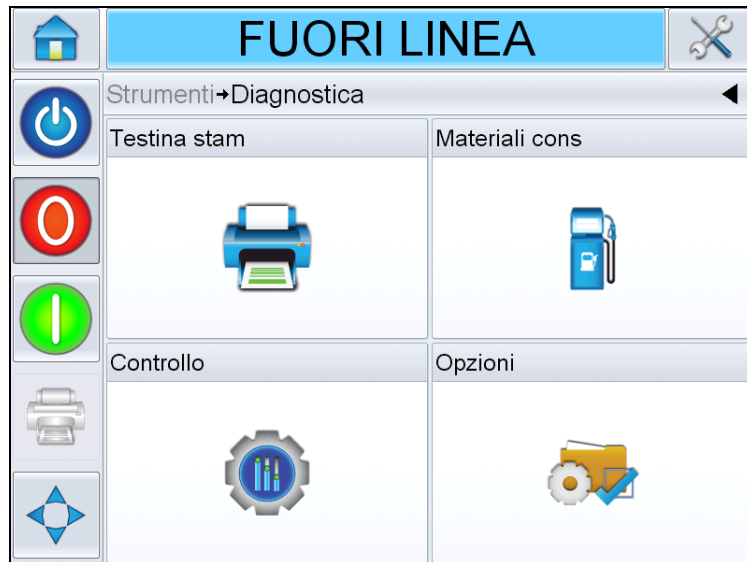 FUORI LINEA
Strumenti→Diagnostica
Testina stam
Materiali cons
Controllo
Opzioni